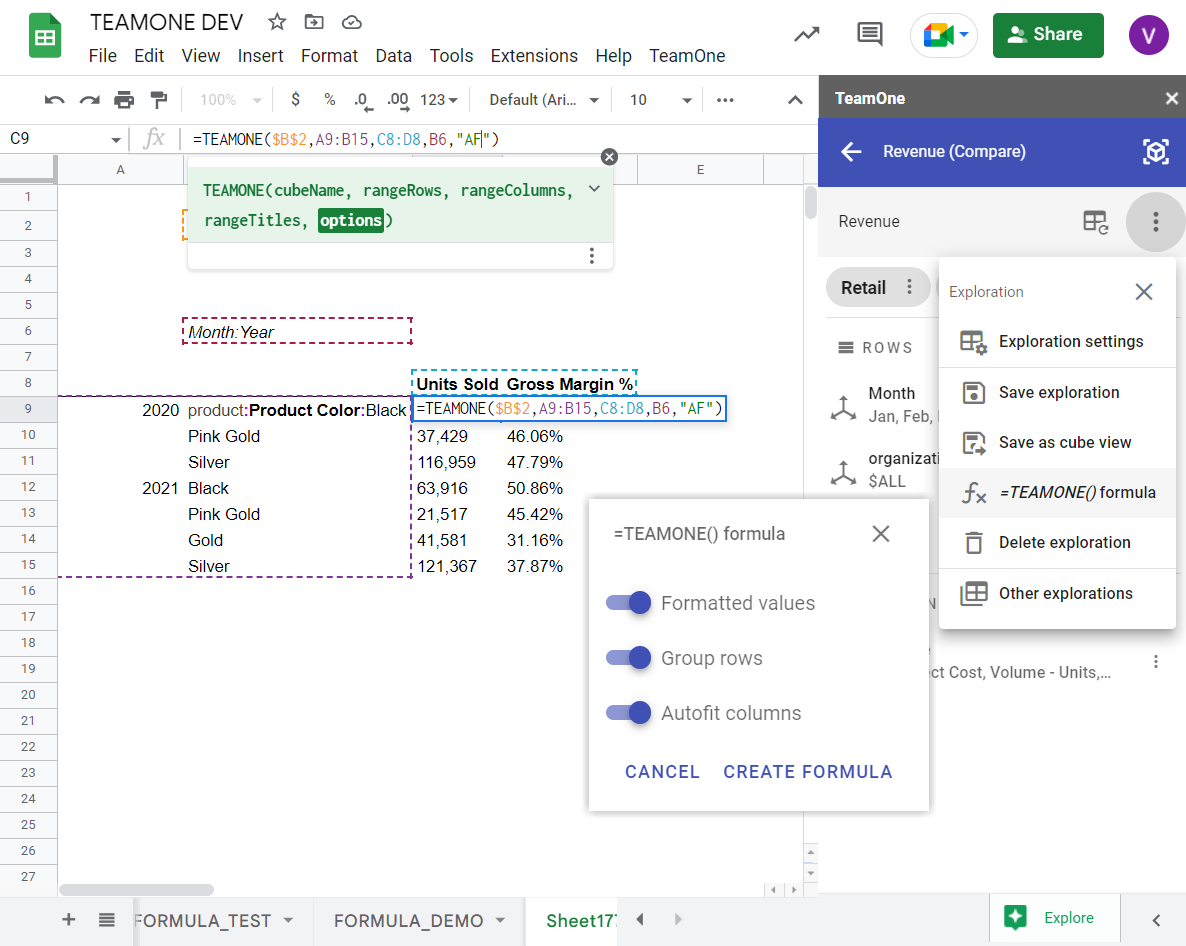 TEAMONE DEV
File Edit View Insert Format Data Tools Extensions Help TeamOne
Share
V
100% $ % .0 .00 123 Default (Ari... 10
TeamOne
C9 fx =TEAMONE($B$2,A9:B15,C8:D8,B6,"AF")
Revenue (Compare)
A E
TEAMONE(cubeName, rangeRows, rangeColumns,
rangeTitles, options)
Revenue
Retail
Exploration
Exploration settings
Save exploration
Save as cube view
=TEAMONE() formula
Delete exploration
Other exploration​s
ROWS
Month
Jan, Feb,
organizati
$ALL
N
ct Cost, Volume - Units,...
1
2
3
4
5
6 Month:Year
7
8 Units Sold Gross Margin %
9 2020 product:Product Color:Black =TEAMONE($B$2,A9:B15,C8:D8,B6,"AF")
10 Pink Gold 37,429 46.06%
11 Silver 116,959 47.79%
12 2021 Black 63,916 50.86%
13 Pink Gold 21,517 45.42%
14 Gold 41,581 31.16%
15 Silver 121,367 37.87%
16
17
18
19
20
21
22
23
24
25
26
27
=TEAMONE() formula
Formatted values
Group rows
Autofit columns
CANCEL CREATE FORMULA
FORMULA_TEST FORMULA_DEMO Sheet177
Explore